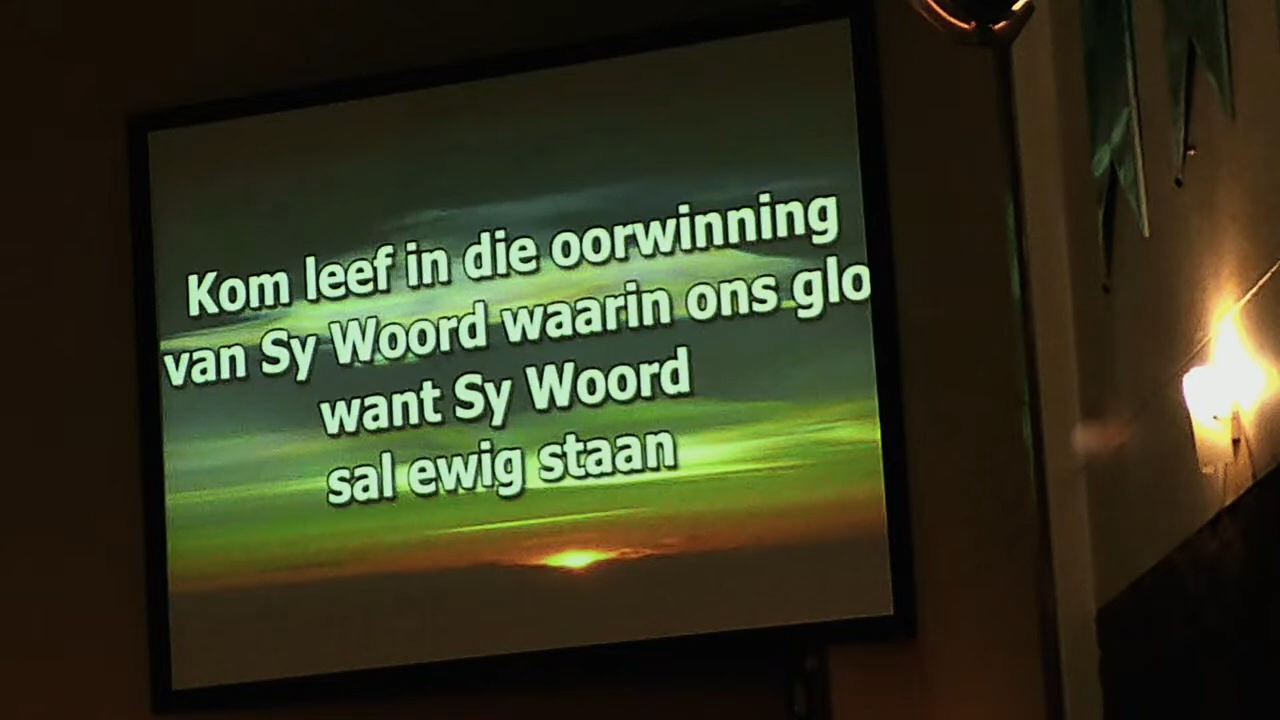 Kom leef in die oorwinning
van Sy Woord waarin ons glo
want Sy Woord
sal ewig staan